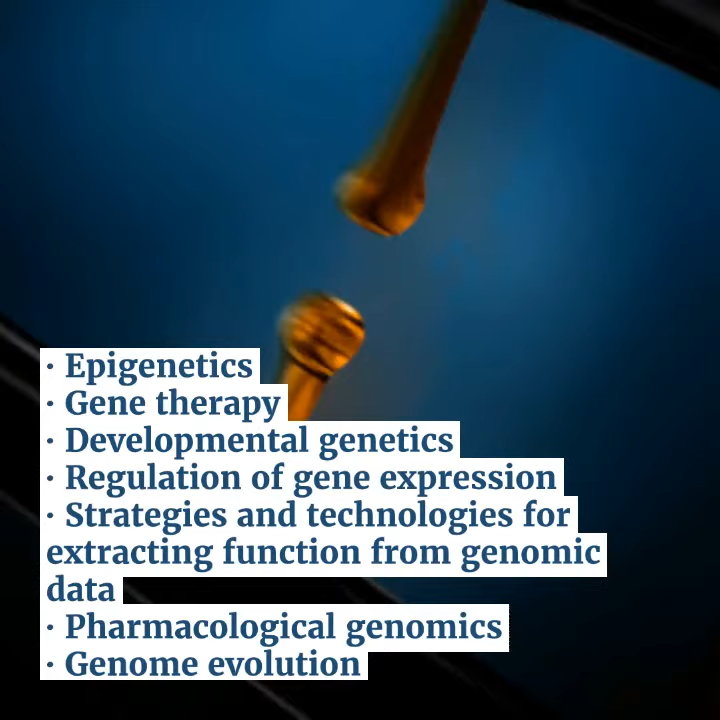 · Epigenetics
· Gene therapy
· Developmental genetics
· Regulation of gene expression
· Strategies and technologies for
extracting function from genomic
data
· Pharmacological genomics
· Genome evolution